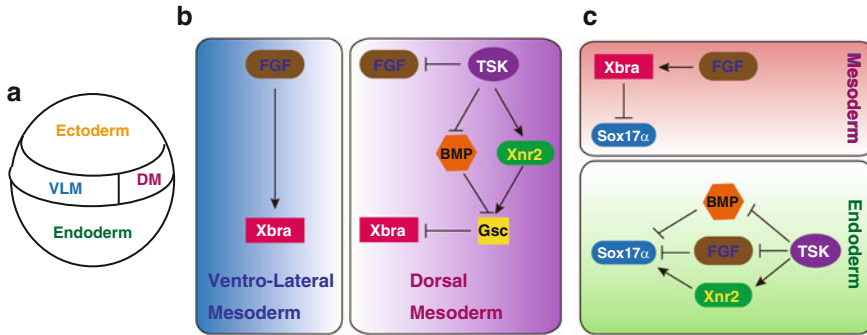 a
Ectoderm
VLM
DM
Endoderm
b
FGF
Xbra
Ventro-Lateral
Mesoderm
FGF
TSK
BMP
Xnr2
Xbra
Gsc
Dorsal
Mesoderm
c
Xbra
FGF
Sox17α
Mesoderm
BMP
Sox17α
FGF
TSK
Xnr2
Endoderm